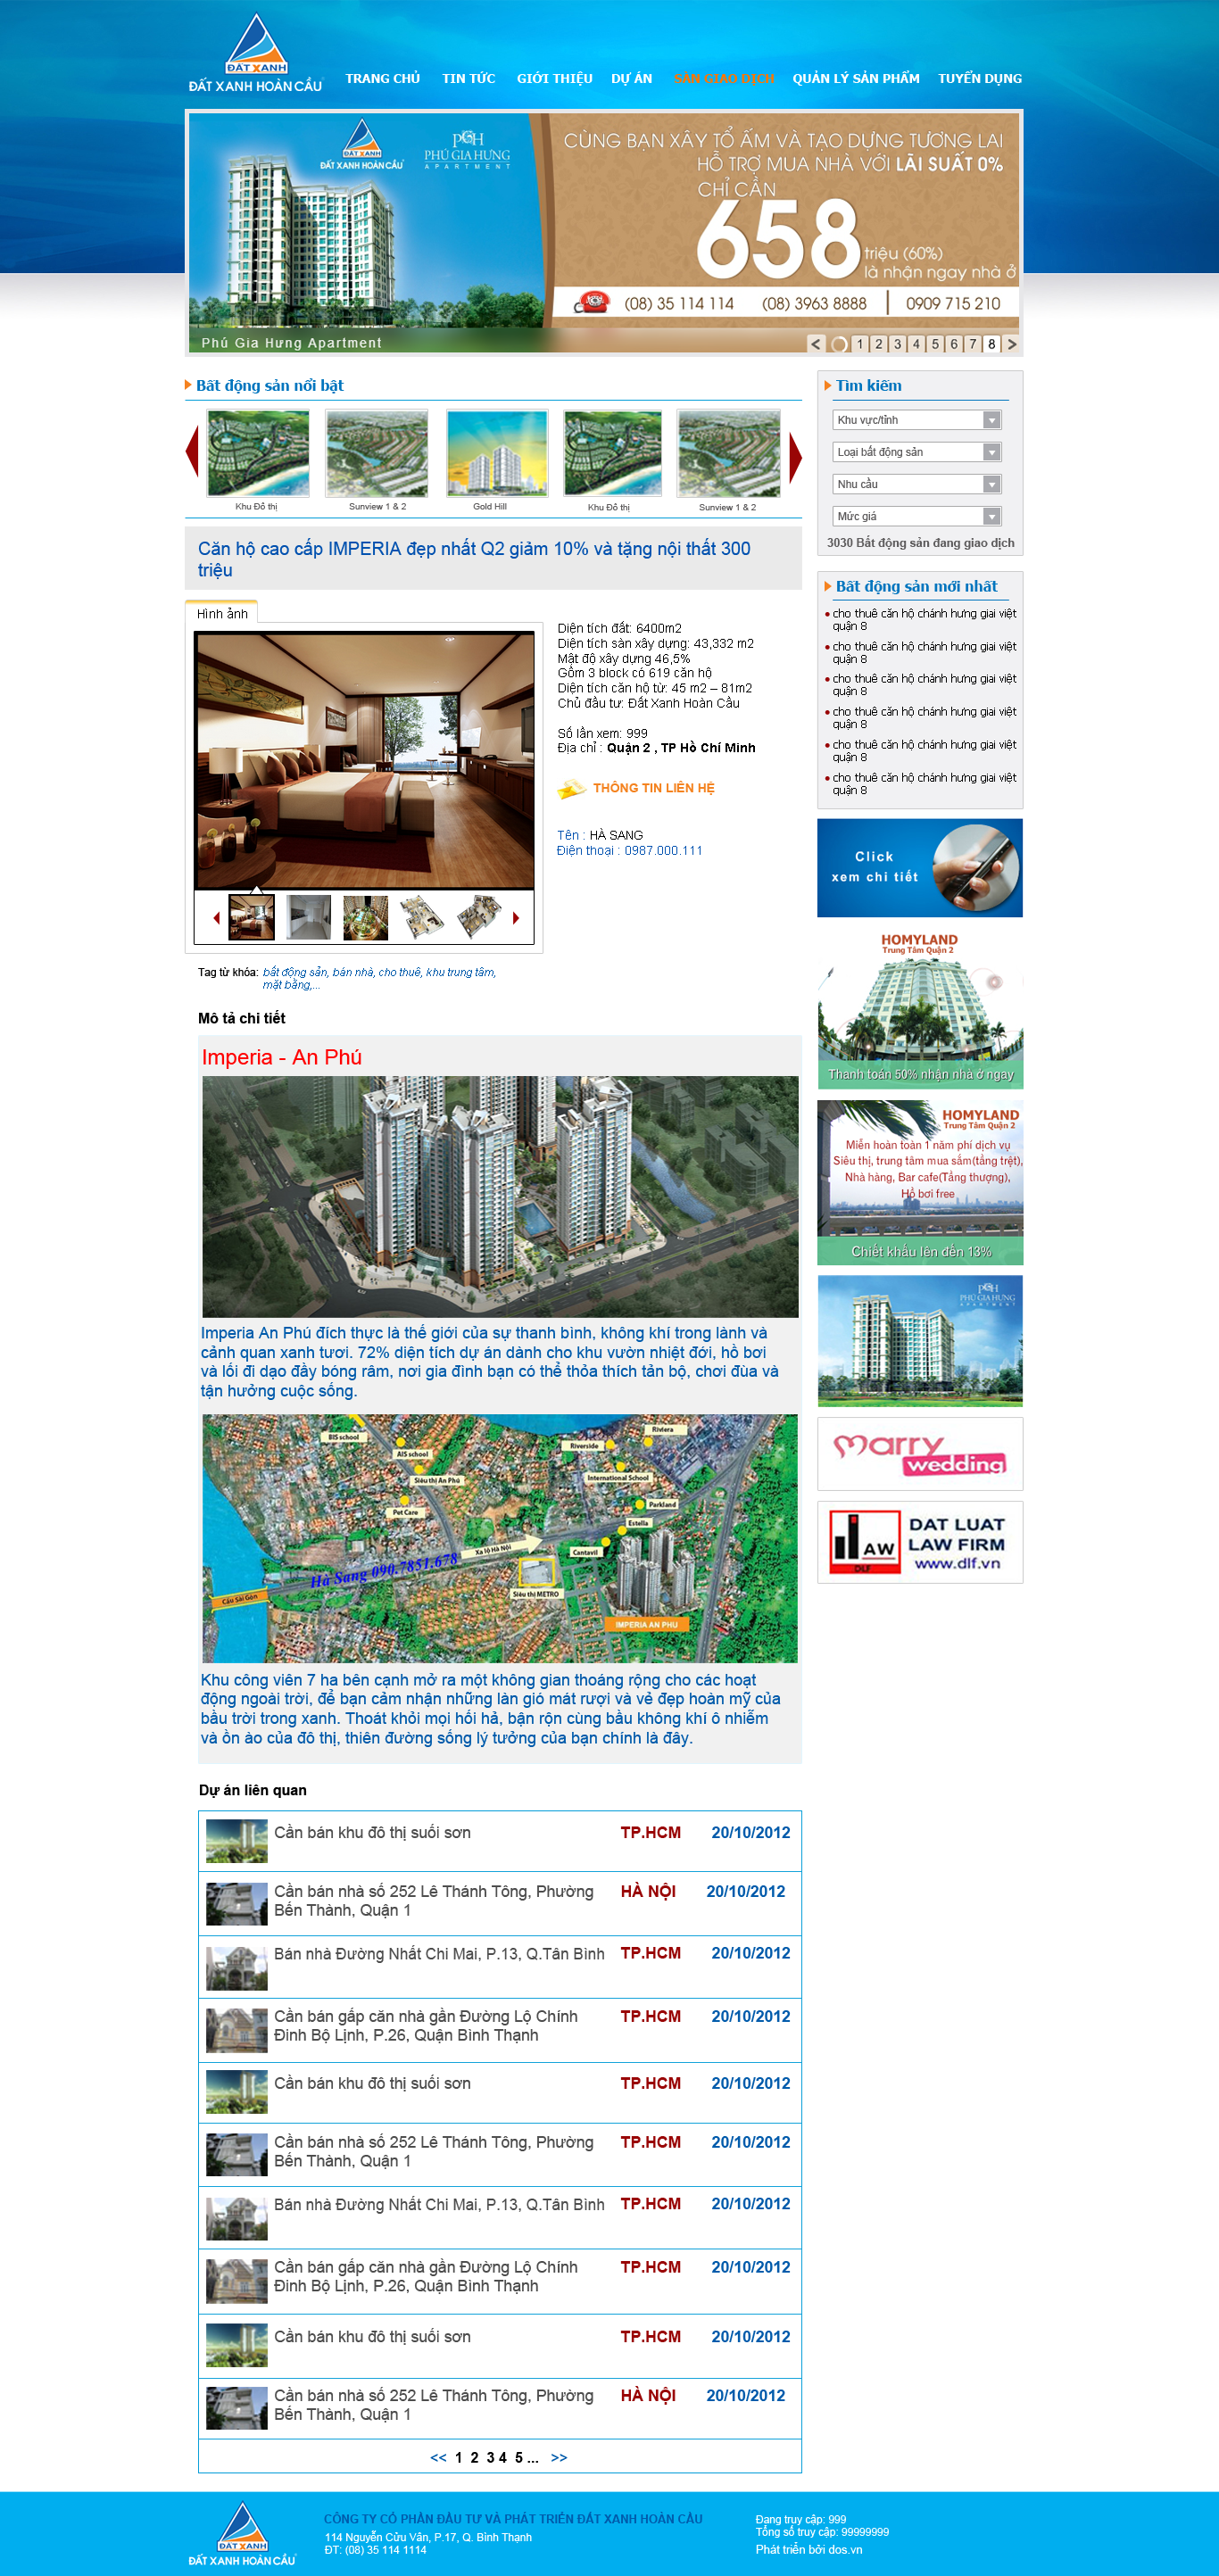 ĐẤT XANH
ĐẤT XANH HOÀN CẦU
TRANG CHỦ TIN TỨC GIỚI THIỆU DỰ ÁN SÀN GIAO DỊCH QUẢN LÝ SẢN PHẨM TUYỂN DỤNG
ĐẤT XANH
ĐẤT XANH HOÀN CẦU
PGH
PHÚ GIA HƯNG
APARTMENT
CÙNG BẠN XÂY TỔ ẤM VÀ TẠO DỰNG TƯƠNG LAI
HỖ TRỢ MUA NHÀ VỚI LÃI SUẤT 0%
CHỈ CẦN
658 triệu (60%)
là nhận ngay nhà ở
(08) 35 114 114 (08) 3963 8888 0909 715 210
Phú Gia Hưng Apartment
< 1 2 3 4 5 6 7 8 >
Bất động sản nổi bật
Khu Đô thị Sunview 1 & 2 Gold Hill Khu Đô thị Sunview 1 & 2
Tìm kiếm
Khu vực/tỉnh
Loại bất động sản
Nhu cầu
Mức giá
3030 Bất động sản đang giao dịch
Căn hộ cao cấp IMPERIA đẹp nhất Q2 giảm 10% và tặng nội thất 300
triệu
Hình ảnh
Diện tích đất: 6400m2
Diện tích sàn xây dựng: 43,332 m2
Mật độ xây dựng 46,5%
Gồm 3 block có 619 căn hộ
Diện tích căn hộ từ: 45 m2 – 81m2
Chủ đầu tư: Đất Xanh Hoàn Cầu
Số lần xem: 999
Địa chỉ : Quận 2 , TP Hồ Chí Minh
THÔNG TIN LIÊN HỆ
Tên : HÀ SANG
Điện thoại : 0987.000.111
Tag từ khóa: bất động sản, bán nhà, cho thuê, khu trung tâm,
mặt bằng,...
Bất động sản mới nhất
cho thuê căn hộ chánh hưng giai việt
quận 8
cho thuê căn hộ chánh hưng giai việt
quận 8
cho thuê căn hộ chánh hưng giai việt
quận 8
cho thuê căn hộ chánh hưng giai việt
quận 8
cho thuê căn hộ chánh hưng giai việt
quận 8
cho thuê căn hộ chánh hưng giai việt
quận 8
Click
xem chi tiết
HOMYLAND
Trung Tâm Quận 2
Thanh toán 50% nhận nhà ở ngay
HOMYLAND
Trung Tâm Quận 2
Miễn hoàn toàn 1 năm phí dịch vụ
Siêu thị, trung tâm mua sắm(tầng trệt),
Nhà hàng, Bar cafe(Tầng thượng),
Hồ bơi free
Chiết khấu lên đến 13%
PGH
PHÚ GIA HƯNG
APARTMENT
marry
wedding
LAW
DLF
DAT LUAT
LAW FIRM
www.dlf.vn
Mô tả chi tiết
Imperia - An Phú
Imperia An Phú đích thực là thế giới của sự thanh bình, không khí trong lành và
cảnh quan xanh tươi. 72% diện tích dự án dành cho khu vườn nhiệt đới, hồ bơi
và lối đi dạo đầy bóng râm, nơi gia đình bạn có thể thỏa thích tản bộ, chơi đùa và
tận hưởng cuộc sống.
BIS school
AIS school
Siêu thị An Phú
Pet Care
Riviera
Riverside
International School
Parkland
Estella
Cantavil
Xa lộ Hà Nội
Hà Sang 090.7851.678
Siêu thị METRO
Cầu Sài Gòn
IMPERIA AN PHU
Khu công viên 7 ha bên cạnh mở ra một không gian thoáng rộng cho các hoạt
động ngoài trời, để bạn cảm nhận những làn gió mát rượi và vẻ đẹp hoàn mỹ của
bầu trời trong xanh. Thoát khỏi mọi hối hả, bận rộn cùng bầu không khí ô nhiễm
và ồn ào của đô thị, thiên đường sống lý tưởng của bạn chính là đây.
Dự án liên quan
Cần bán khu đô thị suối sơn TP.HCM 20/10/2012
Cần bán nhà số 252 Lê Thánh Tông, Phường HÀ NỘI 20/10/2012
Bến Thành, Quận 1
Bán nhà Đường Nhất Chi Mai, P.13, Q.Tân Bình TP.HCM 20/10/2012
Cần bán gấp căn nhà gần Đường Lộ Chính TP.HCM 20/10/2012
Đinh Bộ Lịnh, P.26, Quận Bình Thạnh
Cần bán khu đô thị suối sơn TP.HCM 20/10/2012
Cần bán nhà số 252 Lê Thánh Tông, Phường TP.HCM 20/10/2012
Bến Thành, Quận 1
Bán nhà Đường Nhất Chi Mai, P.13, Q.Tân Bình TP.HCM 20/10/2012
Cần bán gấp căn nhà gần Đường Lộ Chính TP.HCM 20/10/2012
Đinh Bộ Lịnh, P.26, Quận Bình Thạnh
Cần bán khu đô thị suối sơn TP.HCM 20/10/2012
Cần bán nhà số 252 Lê Thánh Tông, Phường HÀ NỘI 20/10/2012
Bến Thành, Quận 1
<< 1 2 3 4 5 ... >>
ĐẤT XANH
ĐẤT XANH HOÀN CẦU
CÔNG TY CỔ PHẦN ĐẦU TƯ VÀ PHÁT TRIỂN ĐẤT XANH HOÀN CẦU
114 Nguyễn Cửu Vân, P.17, Q. Bình Thạnh
ĐT: (08) 35 114 1114
Đang truy cập: 999
Tổng số truy cập: 99999999
Phát triển bởi dos.vn